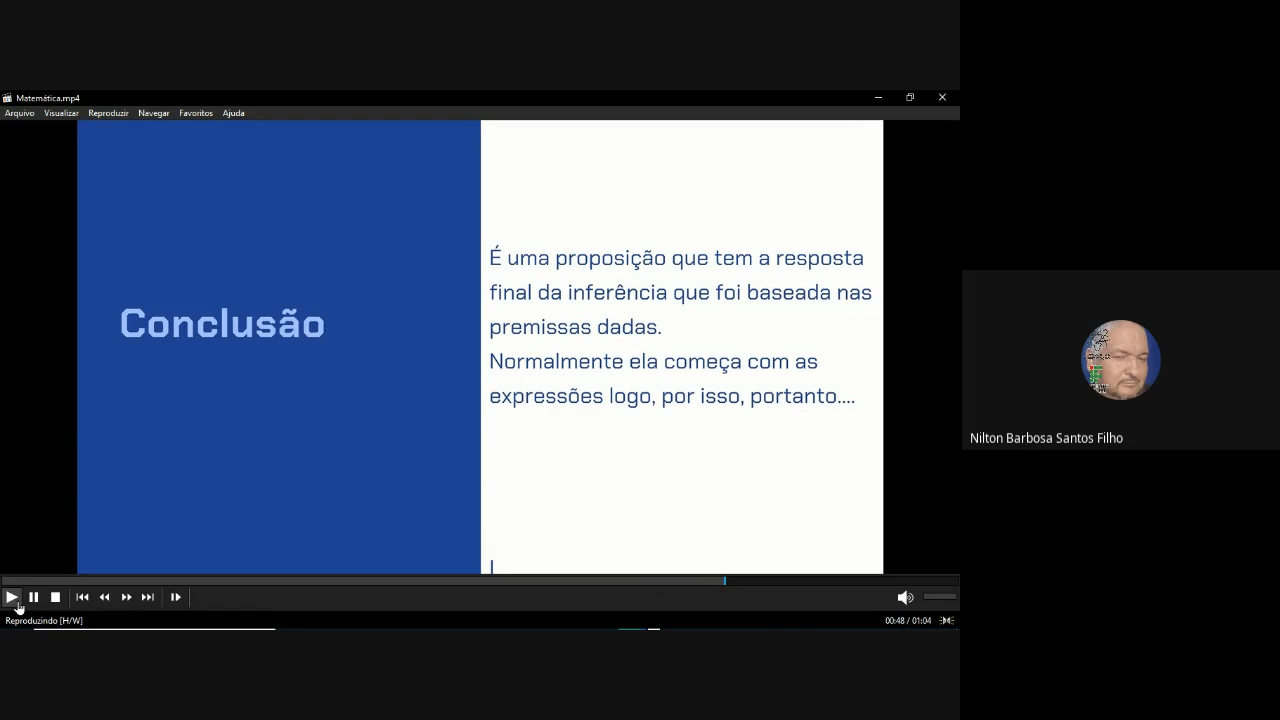 Matemática.mp4
Arquivo Visualizar Reproduzir Navegar Favoritos Ajuda
Conclusão
É uma proposição que tem a resposta
final da inferência que foi baseada nas
premissas dadas.
Normalmente ela começa com as
expressões logo, por isso, portanto....
Nilton Barbosa Santos Filho
Reproduzindo [H/W]
00:48 / 01:04